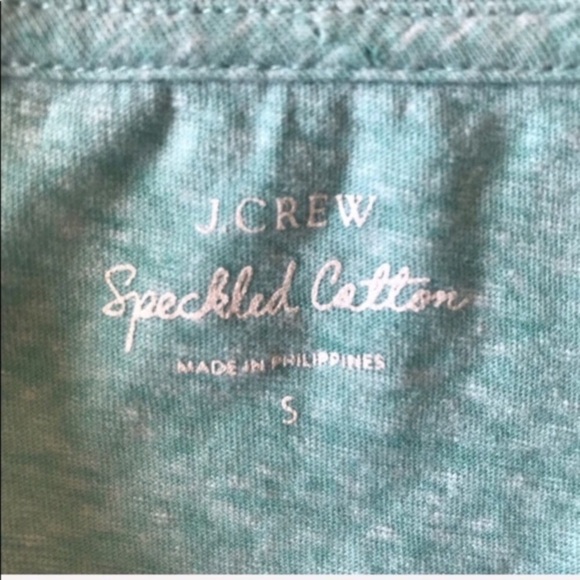 J.CREW
Speckled Cotton
MADE IN PHILIPPINES
S